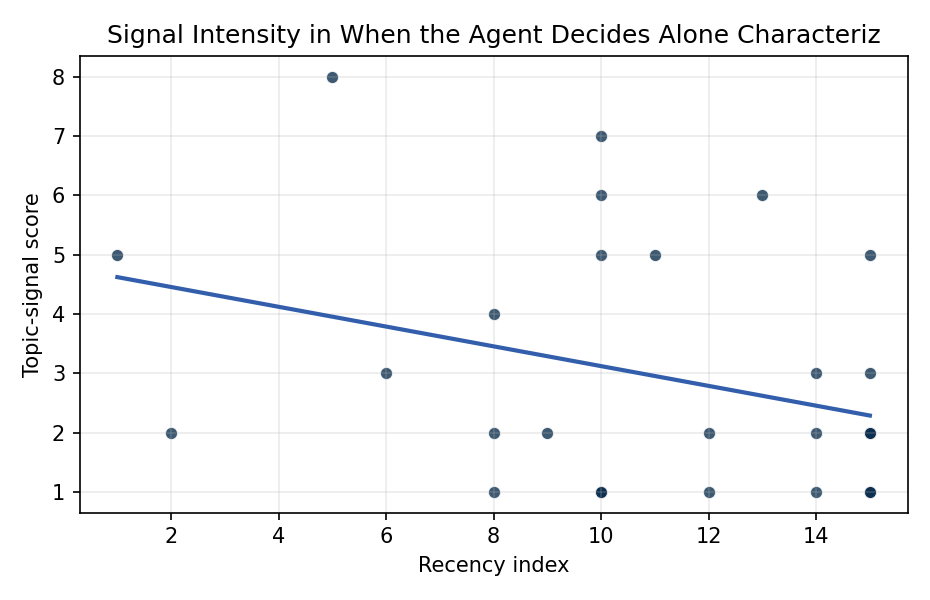 Signal Intensity in When the Agent Decides Alone Characteriz
Topic-signal score
8
7
6
5
4
3
2
1
2 4 6 8 10 12 14
Recency index